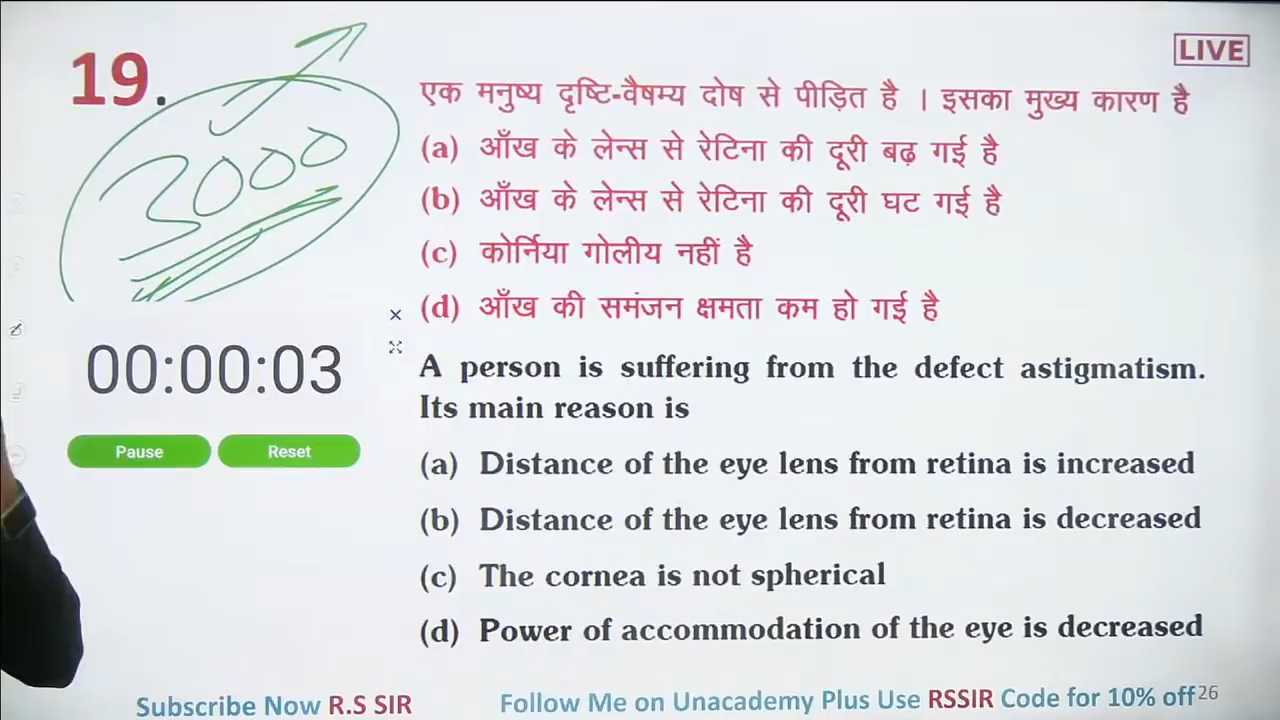 LIVE
19.
3000
एक मनुष्य दृष्टि-वैषम्य दोष से पीड़ित है । इसका मुख्य कारण है
(a) आँख के लेन्स से रेटिना की दूरी बढ़ गई है
(b) आँख के लेन्स से रेटिना की दूरी घट गई है
(c) कोर्निया गोलीय नहीं है
(d) आँख की समंजन क्षमता कम हो गई है
00:00:03
Pause Reset
A person is suffering from the defect astigmatism.
Its main reason is
(a) Distance of the eye lens from retina is increased
(b) Distance of the eye lens from retina is decreased
(c) The cornea is not spherical
(d) Power of accommodation of the eye is decreased
Subscribe Now R.S SIR
Follow Me on Unacademy Plus Use RSSIR Code for 10% off
26